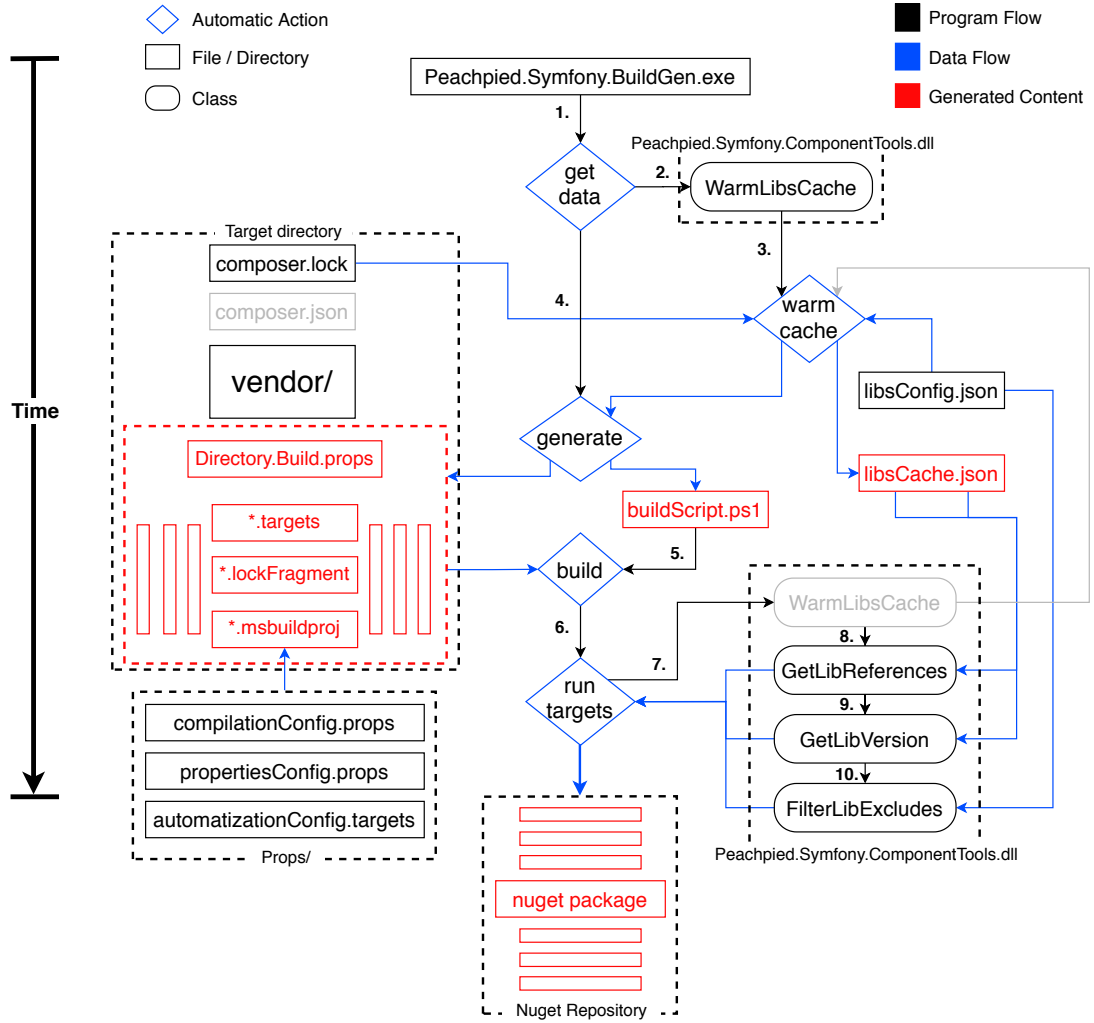 Automatic Action
File / Directory
Class
Program Flow
Data Flow
Generated Content
Time
Peachpied.Symfony.BuildGen.exe
1.
Peachpied.Symfony.ComponentTools.dll
get
data
2.
WarmLibsCache
3.
Target directory
composer.lock
composer.json
vendor/
4.
warm
cache
libsConfig.json
generate
Directory.Build.props
libsCache.json
*.targets
buildScript.ps1
*.lockFragment
5.
build
*.msbuildproj
WarmLibsCache
6.
7.
8.
run
targets
GetLibReferences
9.
compilationConfig.props
GetLibVersion
propertiesConfig.props
10.
automatizationConfig.targets
FilterLibExcludes
Props/
Peachpied.Symfony.ComponentTools.dll
nuget package
Nuget Repository